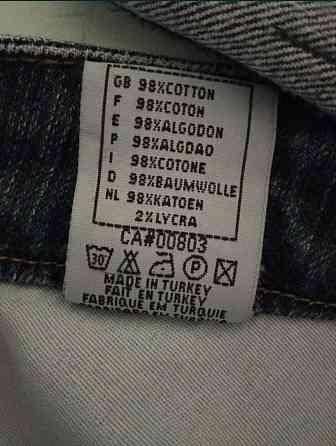 GB 98%COTTON
F 98%COTON
E 98%ALGODON
P 98%ALGDAO
I 98%COTONE
D 98%BAUMWOLLE
NL 98%KATOEN
2%LYCRA
CA#00803
30 P
MADE IN TURKEY
FAIT EN TURKEY
FABRIQUE EM TURQUIE